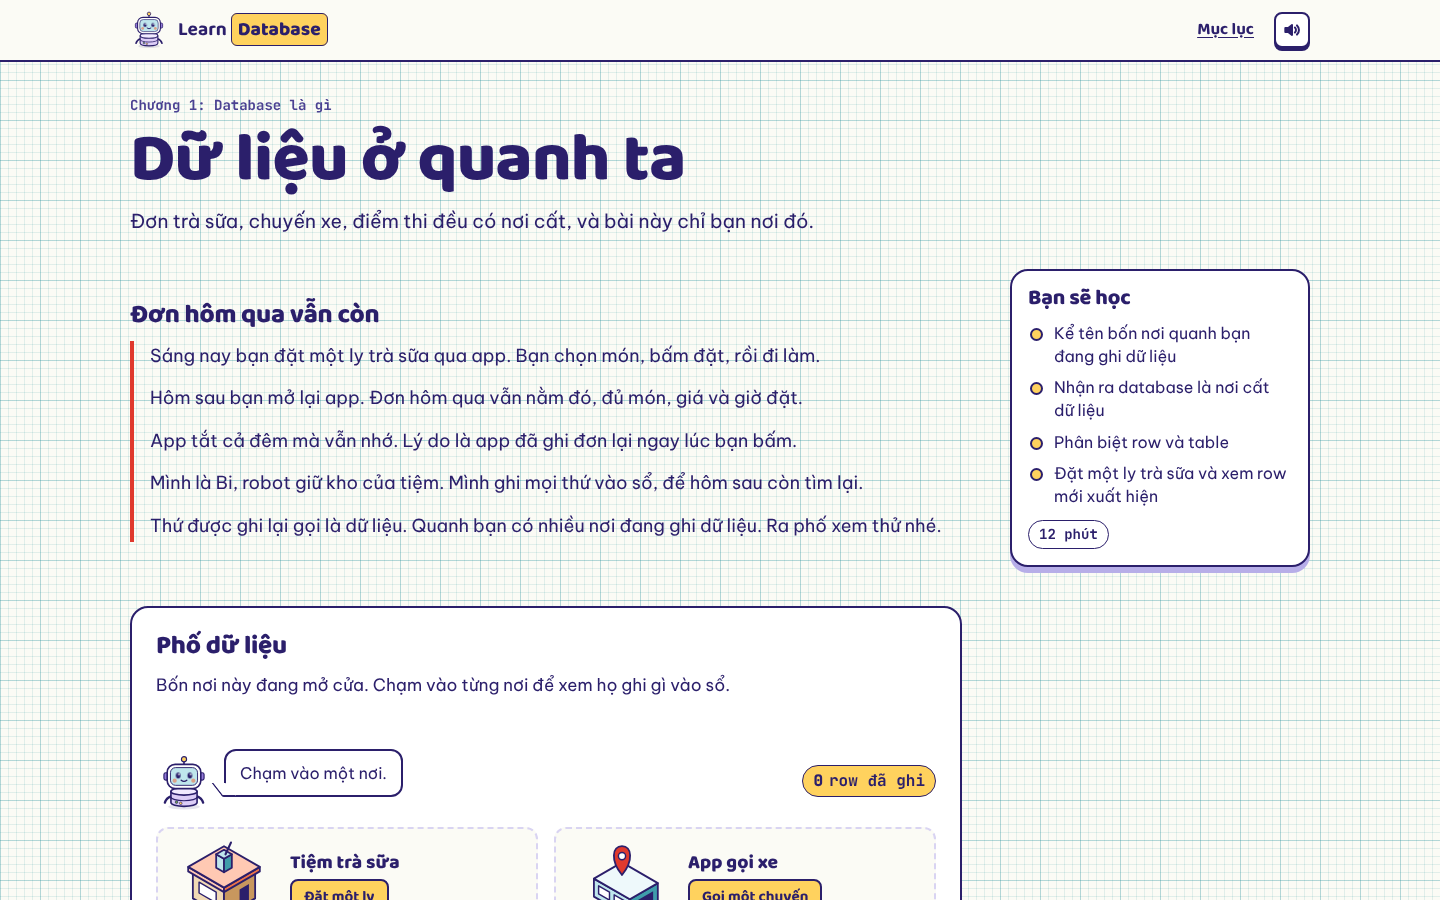 Learn Database
Mục lục
Chương 1: Database là gì
Dữ liệu ở quanh ta
Đơn trà sữa, chuyến xe, điểm thi đều có nơi cất, và bài này chỉ bạn nơi đó.
Đơn hôm qua vẫn còn
Sáng nay bạn đặt một ly trà sữa qua app. Bạn chọn món, bấm đặt, rồi đi làm.
Hôm sau bạn mở lại app. Đơn hôm qua vẫn nằm đó, đủ món, giá và giờ đặt.
App tắt cả đêm mà vẫn nhớ. Lý do là app đã ghi đơn lại ngay lúc bạn bấm.
Mình là Bi, robot giữ kho của tiệm. Mình ghi mọi thứ vào sổ, để hôm sau còn tìm lại.
Thứ được ghi lại gọi là dữ liệu. Quanh bạn có nhiều nơi đang ghi dữ liệu. Ra phố xem thử nhé.
Bạn sẽ học
Kể tên bốn nơi quanh bạn
đang ghi dữ liệu
Nhận ra database là nơi cất
dữ liệu
Phân biệt row và table
Đặt một ly trà sữa và xem row
mới xuất hiện
12 phút
Phố dữ liệu
Bốn nơi này đang mở cửa. Chạm vào từng nơi để xem họ ghi gì vào sổ.
Chạm vào một nơi.
0 row đã ghi
Tiệm trà sữa
Đặt một ly
App gọi xe
Gọi một chuyến